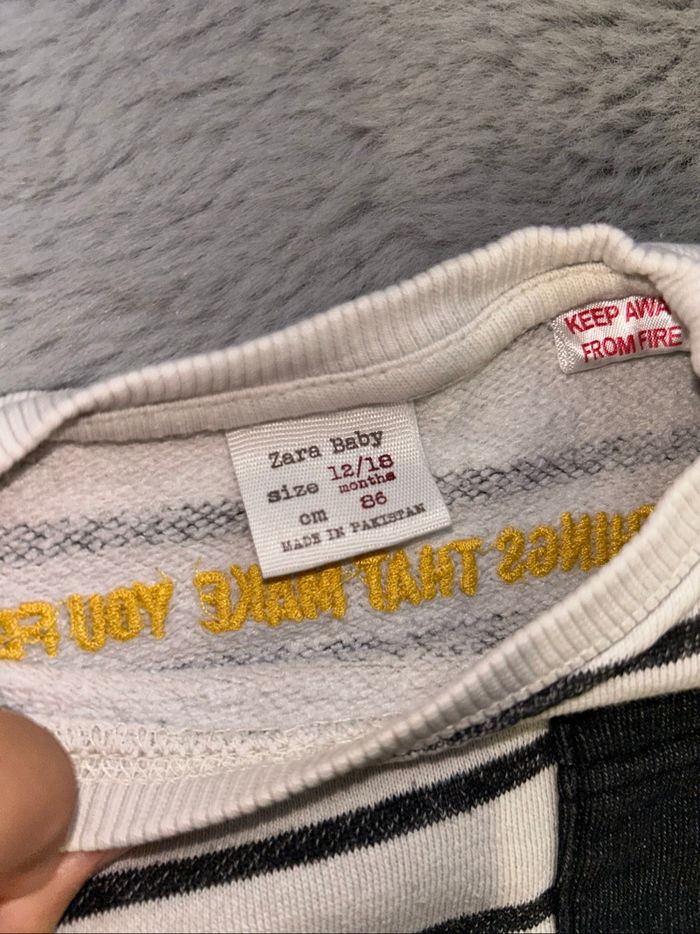 KEEP AWA
FROM FIRE
Zara Baby
size 12/18
months
cm 86
MADE IN PAKISTAN
THINGS THAT MAKE YOU FE